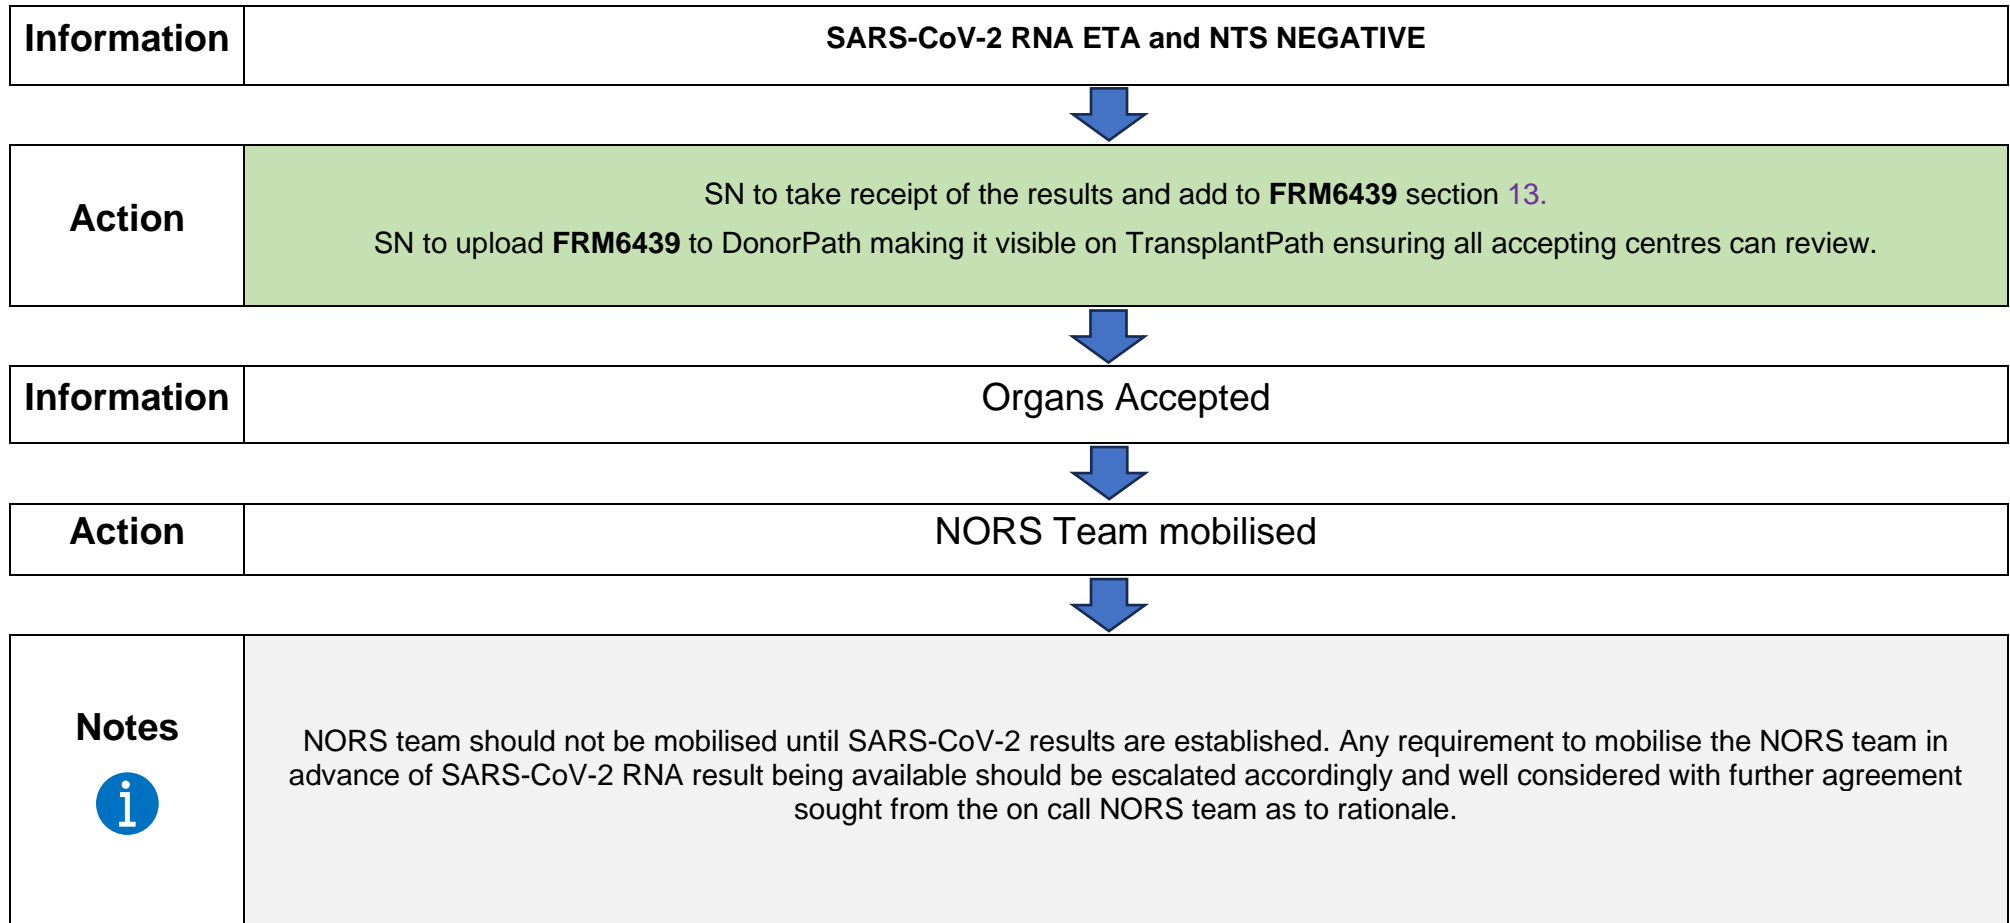 Information
SARS-CoV-2 RNA ETA and NTS NEGATIVE
Action
SN to take receipt of the results and add to FRM6439 section 13.
SN to upload FRM6439 to DonorPath making it visible on TransplantPath ensuring all accepting centres can review.
Information
Organs Accepted
Action
NORS Team mobilised
Notes
NORS team should not be mobilised until SARS-CoV-2 results are established. Any requirement to mobilise the NORS team in
advance of SARS-CoV-2 RNA result being available should be escalated accordingly and well considered with further agreement
sought from the on call NORS team as to rationale.